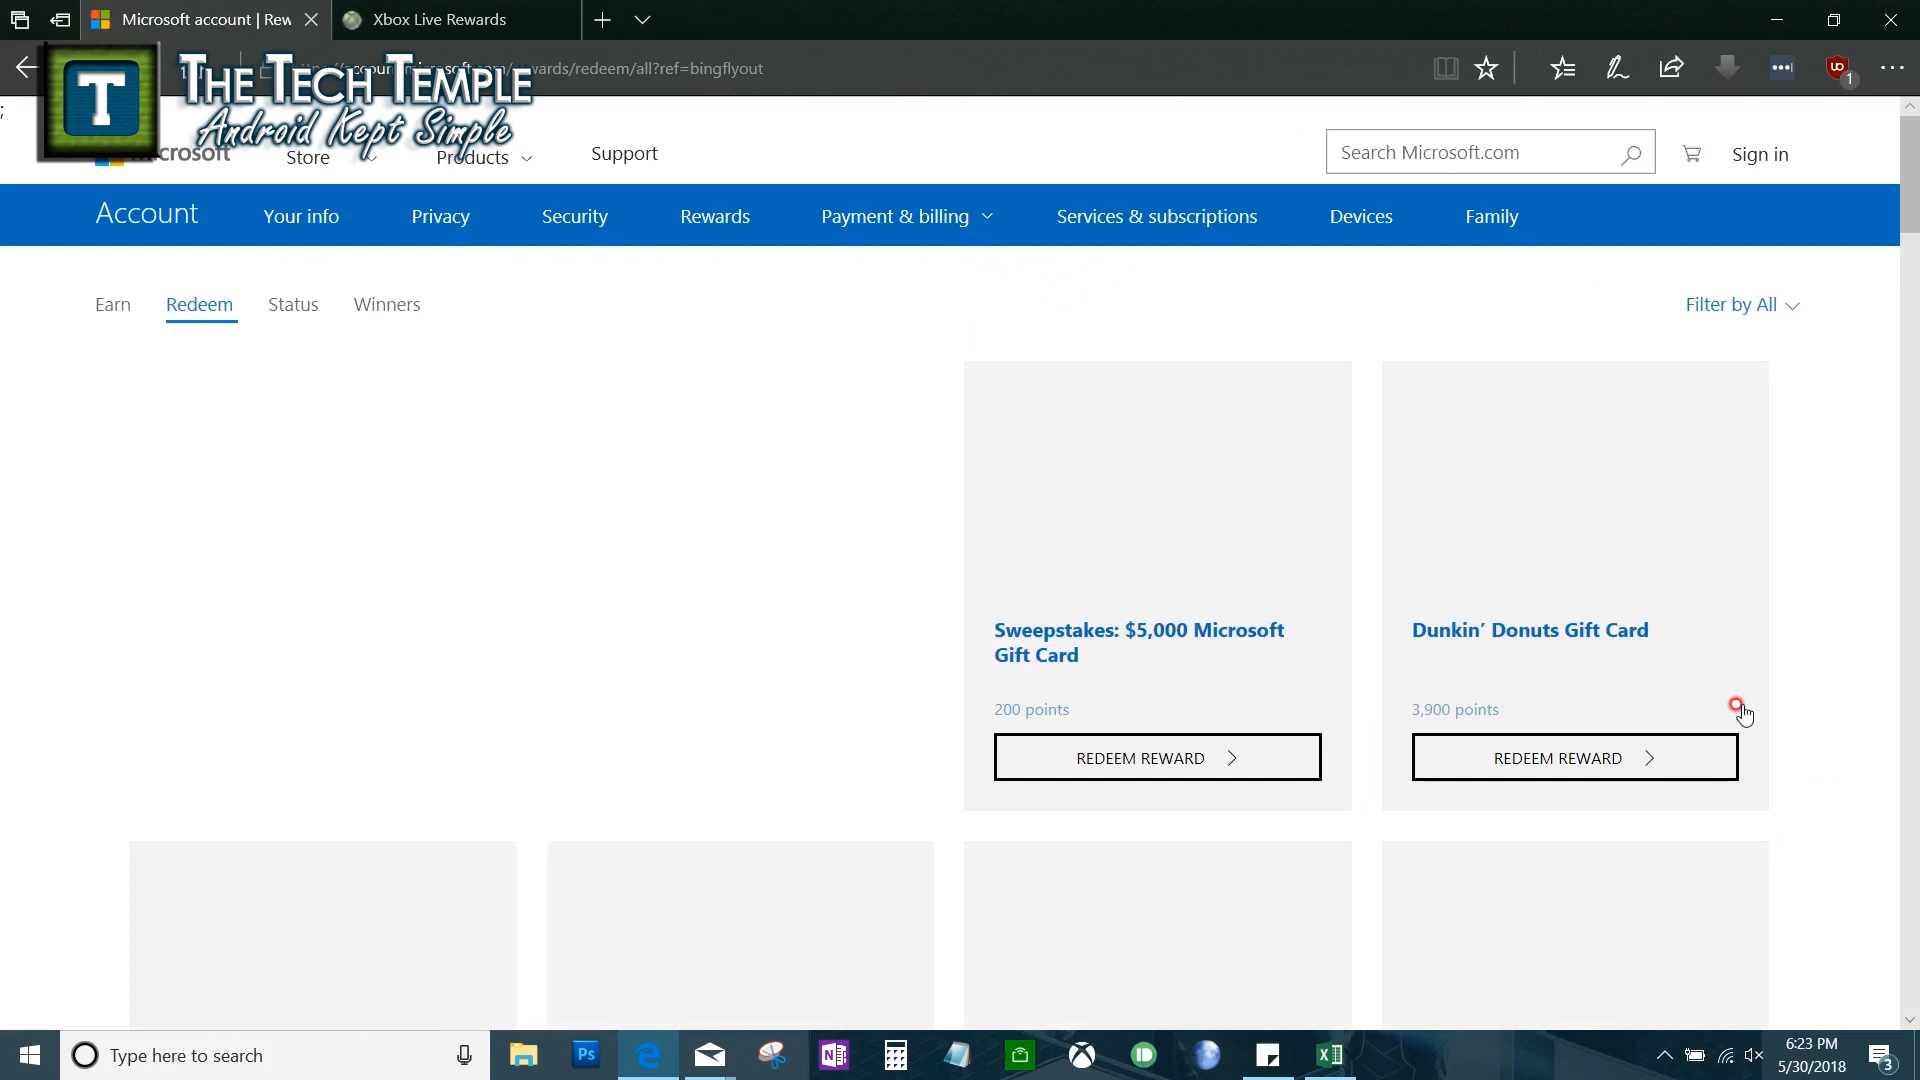 Microsoft account | Rew
Xbox Live Rewards
THE TECH TEMPLE
Android Kept Simple
T
wards/redeem/all?ref=bingflyout
1
;
Store
Products
Support
Search Microsoft.com
Sign in
Account
Your info
Privacy
Security
Rewards
Payment & billing
Services & subscriptions
Devices
Family
Earn
Redeem
Status
Winners
Filter by All
Sweepstakes: $5,000 Microsoft
Gift Card
200 points
REDEEM REWARD
Dunkin’ Donuts Gift Card
3,900 points
REDEEM REWARD
Type here to search
Ps
6:23 PM
5/30/2018
3